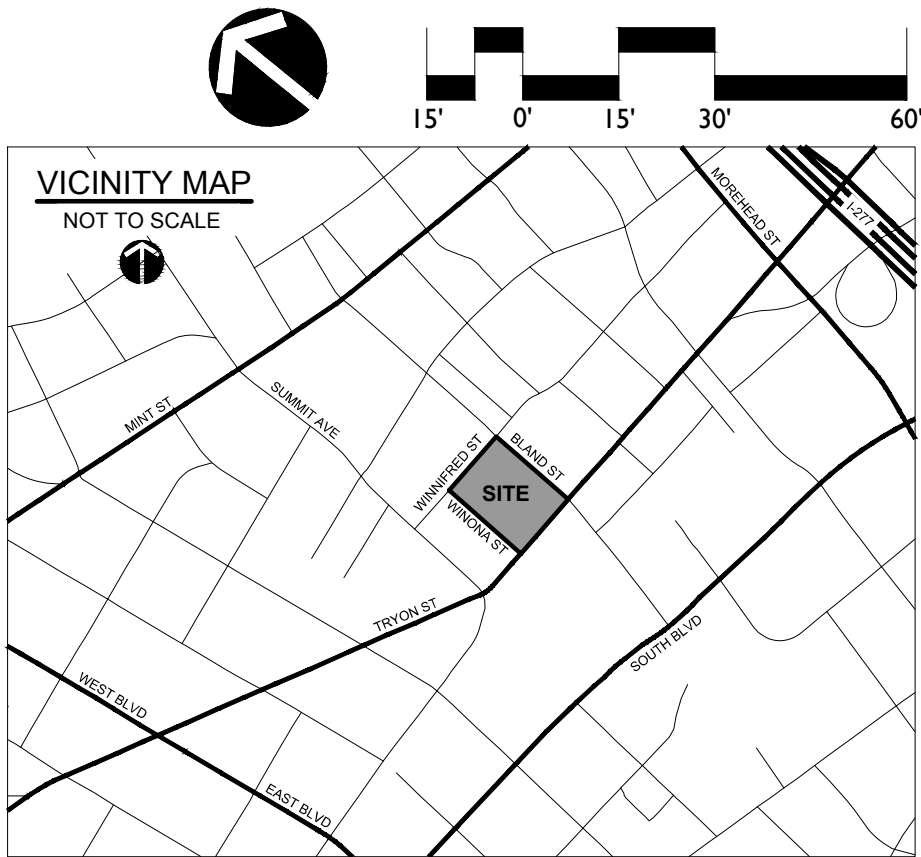 15' 0' 15' 30' 60'
VICINITY MAP
NOT TO SCALE
MOREHEAD ST
I-277
MINT ST
SUMMIT AVE
WINNIFRED ST
BLAND ST
SITE
WINONA ST
TRYON ST
SOUTH BLVD
WEST BLVD
EAST BLVD